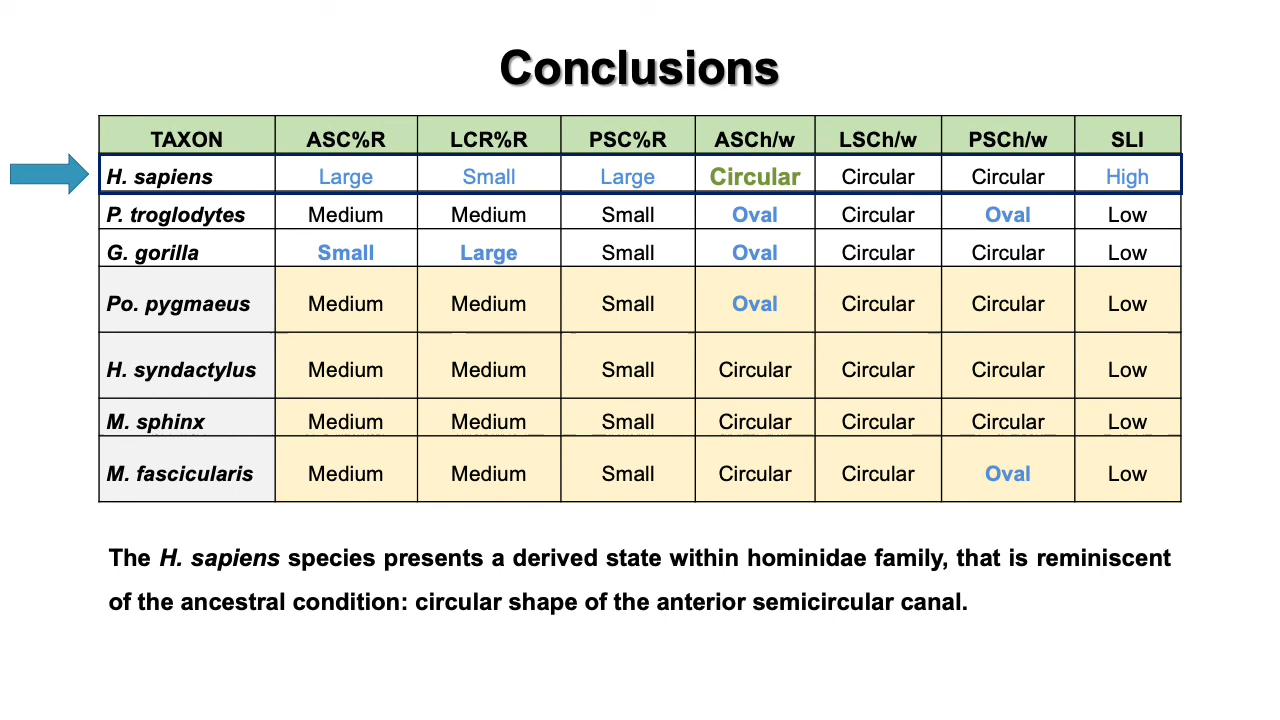 Conclusions
TAXON ASC%R LCR%R PSC%R ASCh/w LSCh/w PSCh/w SLI
H. sapiens Large Small Large Circular Circular Circular High
P. troglodytes Medium Medium Small Oval Circular Oval Low
G. gorilla Small Large Small Oval Circular Circular Low
Po. pygmaeus Medium Medium Small Oval Circular Circular Low
H. syndactylus Medium Medium Small Circular Circular Circular Low
M. sphinx Medium Medium Small Circular Circular Circular Low
M. fascicularis Medium Medium Small Circular Circular Oval Low
The H. sapiens species presents a derived state within hominidae family, that is reminiscent
of the ancestral condition: circular shape of the anterior semicircular canal.